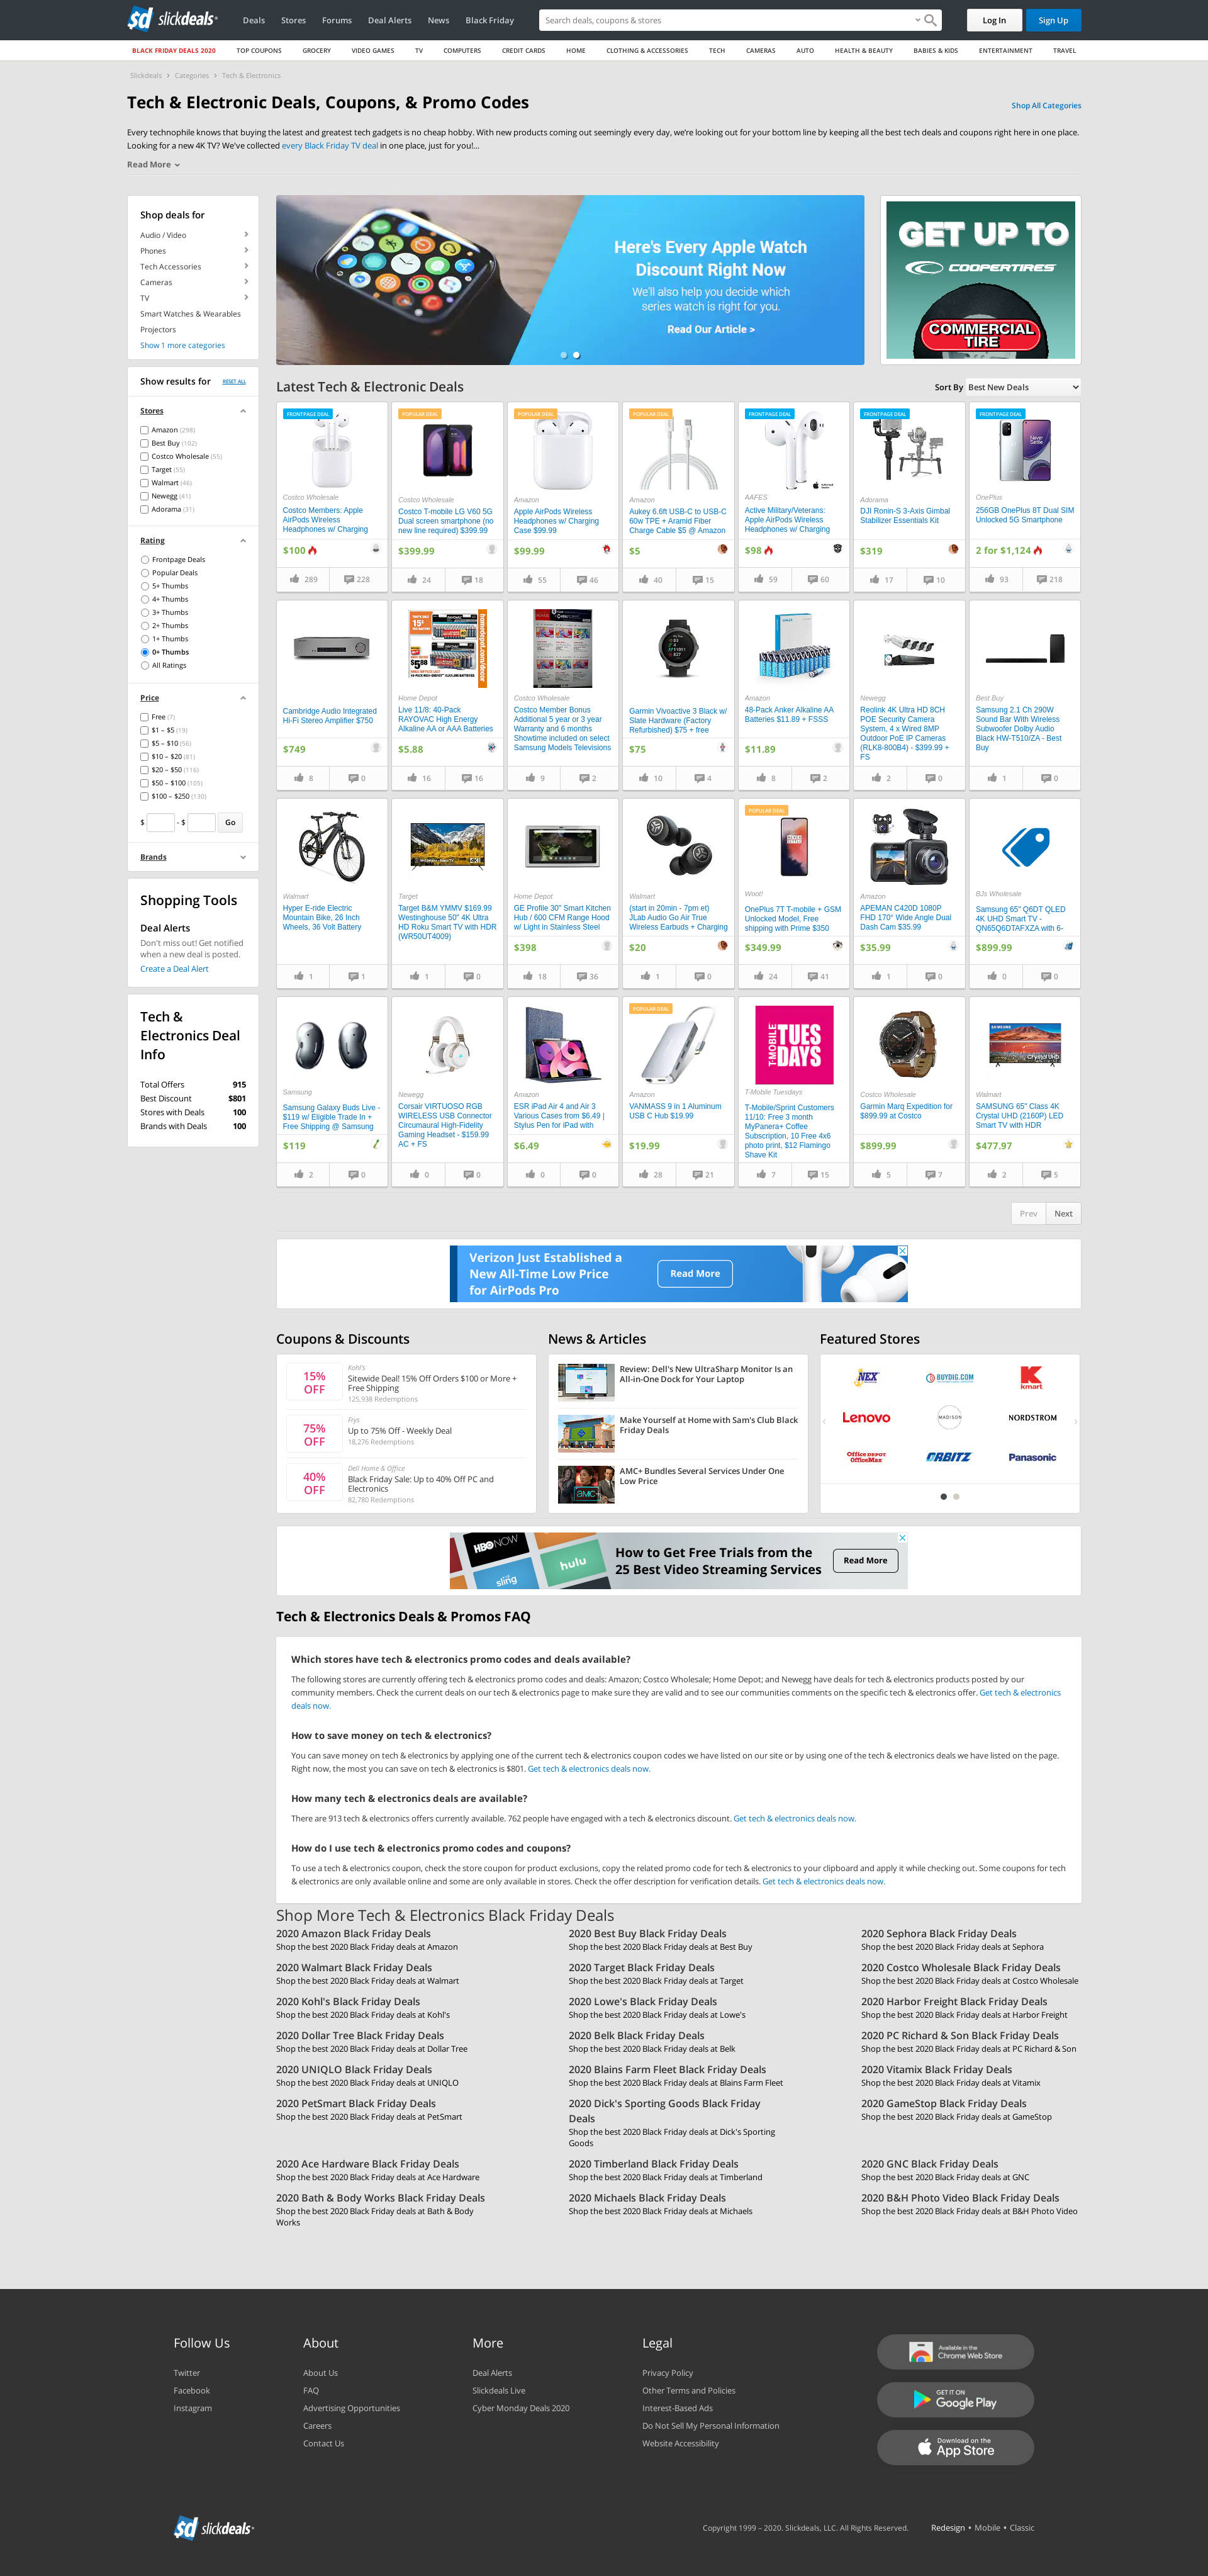 slickdeals
Deals
Stores
Forums
Deal Alerts
News
Black Friday
Search deals, coupons & stores
Log In
Sign Up
BLACK FRIDAY DEALS 2020
TOP COUPONS
GROCERY
VIDEO GAMES
TV
COMPUTERS
CREDIT CARDS
HOME
CLOTHING & ACCESSORIES
TECH
CAMERAS
AUTO
HEALTH & BEAUTY
BABIES & KIDS
ENTERTAINMENT
TRAVEL
Slickdeals › Categories › Tech & Electronics
Tech & Electronic Deals, Coupons, & Promo Codes
Shop All Categories
Every technophile knows that buying the latest and greatest tech gadgets is no cheap hobby. With new products coming out seemingly every day, we're looking out for your bottom line by keeping all the best tech deals and coupons right here in one place.
Looking for a new 4K TV? We've collected every Black Friday TV deal in one place, just for you!...
Read More
Shop deals for
Audio / Video
Phones
Tech Accessories
Cameras
TV
Smart Watches & Wearables
Projectors
Show 1 more categories
Show results for
RESET ALL
Stores
Amazon (298)
Best Buy (102)
Costco Wholesale (55)
Target (55)
Walmart (46)
Newegg (41)
Adorama (31)
Rating
Frontpage Deals
Popular Deals
5+ Thumbs
4+ Thumbs
3+ Thumbs
2+ Thumbs
1+ Thumbs
0+ Thumbs
All Ratings
Price
Free (7)
$1 – $5 (19)
$5 – $10 (56)
$10 – $20 (81)
$20 – $50 (116)
$50 – $100 (105)
$100 – $250 (130)
$ - $ Go
Brands
Shopping Tools
Deal Alerts
Don't miss out! Get notified
when a new deal is posted.
Create a Deal Alert
Tech &
Electronics Deal
Info
Total Offers 915
Best Discount $801
Stores with Deals 100
Brands with Deals 100
Here's Every Apple Watch
Discount Right Now
We'll also help you decide which
series watch is right for you.
Read Our Article >
GET UP TO
COOPERTIRES
COMMERCIAL
TIRE
Latest Tech & Electronic Deals
Sort By Best New Deals
FRONTPAGE DEAL
Costco Wholesale
Costco Members: Apple
AirPods Wireless
Headphones w/ Charging
$100
289 228
POPULAR DEAL
Costco Wholesale
Costco T-mobile LG V60 5G
Dual screen smartphone (no
new line required) $399.99
$399.99
24 18
POPULAR DEAL
Amazon
Apple AirPods Wireless
Headphones w/ Charging
Case $99.99
$99.99
55 46
POPULAR DEAL
Amazon
Aukey 6.6ft USB-C to USB-C
60w TPE + Aramid Fiber
Charge Cable $5 @ Amazon
$5
40 15
FRONTPAGE DEAL
AAFES
Active Military/Veterans:
Apple AirPods Wireless
Headphones w/ Charging
$98
59 60
FRONTPAGE DEAL
Adorama
DJI Ronin-S 3-Axis Gimbal
Stabilizer Essentials Kit
$319
17 10
FRONTPAGE DEAL
OnePlus
256GB OnePlus 8T Dual SIM
Unlocked 5G Smartphone
2 for $1,124
93 218
Cambridge Audio Integrated
Hi-Fi Stereo Amplifier $750
$749
8 0
Home Depot
Live 11/8: 40-Pack
RAYOVAC High Energy
Alkaline AA or AAA Batteries
$5.88
16 16
Costco Wholesale
Costco Member Bonus
Additional 5 year or 3 year
Warranty and 6 months
Showtime included on select
Samsung Models Televisions
9 2
Garmin Vivoactive 3 Black w/
Slate Hardware (Factory
Refurbished) $75 + free
$75
10 4
Amazon
48-Pack Anker Alkaline AA
Batteries $11.89 + FSSS
$11.89
8 2
Newegg
Reolink 4K Ultra HD 8CH
POE Security Camera
System, 4 x Wired 8MP
Outdoor PoE IP Cameras
(RLK8-800B4) - $399.99 +
FS
2 0
Best Buy
Samsung 2.1 Ch 290W
Sound Bar With Wireless
Subwoofer Dolby Audio
Black HW-T510/ZA - Best
Buy
1 0
Walmart
Hyper E-ride Electric
Mountain Bike, 26 Inch
Wheels, 36 Volt Battery
1 1
Target
Target B&M YMMV $169.99
Westinghouse 50" 4K Ultra
HD Roku Smart TV with HDR
(WR50UT4009)
1 0
Home Depot
GE Profile 30" Smart Kitchen
Hub / 600 CFM Range Hood
w/ Light in Stainless Steel
$398
18 36
Walmart
(start in 20min - 7pm et)
JLab Audio Go Air True
Wireless Earbuds + Charging
$20
1 0
POPULAR DEAL
Woot!
OnePlus 7T T-mobile + GSM
Unlocked Model, Free
shipping with Prime $350
$349.99
24 41
Amazon
APEMAN C420D 1080P
FHD 170° Wide Angle Dual
Dash Cam $35.99
$35.99
1 0
BJs Wholesale
Samsung 65" Q6DT QLED
4K UHD Smart TV -
QN65Q6DTAFXZA with 6-
$899.99
0 0
Samsung
Samsung Galaxy Buds Live -
$119 w/ Eligible Trade In +
Free Shipping @ Samsung
$119
2 0
Newegg
Corsair VIRTUOSO RGB
WIRELESS USB Connector
Circumaural High-Fidelity
Gaming Headset - $159.99
AC + FS
0 0
Amazon
ESR iPad Air 4 and Air 3
Various Cases from $6.49 |
Stylus Pen for iPad with
$6.49
0 0
POPULAR DEAL
Amazon
VANMASS 9 in 1 Aluminum
USB C Hub $19.99
$19.99
28 21
T-MOBILE TUESDAYS
T-Mobile Tuesdays
T-Mobile/Sprint Customers
11/10: Free 3 month
MyPanera+ Coffee
Subscription, 10 Free 4x6
photo print, $12 Flamingo
Shave Kit
7 15
Costco Wholesale
Garmin Marq Expedition for
$899.99 at Costco
$899.99
5 7
Walmart
SAMSUNG 65" Class 4K
Crystal UHD (2160P) LED
Smart TV with HDR
$477.97
2 5
Prev Next
Verizon Just Established a
New All-Time Low Price
for AirPods Pro
Read More
Coupons & Discounts
15%
OFF
Kohl's
Sitewide Deal! 15% Off Orders $100 or More +
Free Shipping
125,938 Redemptions
75%
OFF
Frys
Up to 75% Off - Weekly Deal
18,276 Redemptions
40%
OFF
Dell Home & Office
Black Friday Sale: Up to 40% Off PC and
Electronics
82,780 Redemptions
News & Articles
Review: Dell's New UltraSharp Monitor Is an
All-in-One Dock for Your Laptop
Make Yourself at Home with Sam's Club Black
Friday Deals
AMC+ Bundles Several Services Under One
Low Price
Featured Stores
NEX
BUYDIG.COM
kmart
Lenovo
MADISON
NORDSTROM
Office DEPOT
OfficeMax
ORBITZ
Panasonic
HBO NOW
sling
hulu
How to Get Free Trials from the
25 Best Video Streaming Services
Read More
Tech & Electronics Deals & Promos FAQ
Which stores have tech & electronics promo codes and deals available?
The following stores are currently offering tech & electronics promo codes and deals: Amazon; Costco Wholesale; Home Depot; and Newegg have deals for tech & electronics products posted by our
community members. Check the current deals on our tech & electronics page to make sure they are valid and to see our communities comments on the specific tech & electronics offer. Get tech & electronics
deals now.
How to save money on tech & electronics?
You can save money on tech & electronics by applying one of the current tech & electronics coupon codes we have listed on our site or by using one of the tech & electronics deals we have listed on the page.
Right now, the most you can save on tech & electronics is $801. Get tech & electronics deals now.
How many tech & electronics deals are available?
There are 913 tech & electronics offers currently available. 762 people have engaged with a tech & electronics discount. Get tech & electronics deals now.
How do I use tech & electronics promo codes and coupons?
To use a tech & electronics coupon, check the store coupon for product exclusions, copy the related promo code for tech & electronics to your clipboard and apply it while checking out. Some coupons for tech
& electronics are only available online and some are only available in stores. Check the offer description for verification details. Get tech & electronics deals now.
Shop More Tech & Electronics Black Friday Deals
2020 Amazon Black Friday Deals
Shop the best 2020 Black Friday deals at Amazon
2020 Best Buy Black Friday Deals
Shop the best 2020 Black Friday deals at Best Buy
2020 Sephora Black Friday Deals
Shop the best 2020 Black Friday deals at Sephora
2020 Walmart Black Friday Deals
Shop the best 2020 Black Friday deals at Walmart
2020 Target Black Friday Deals
Shop the best 2020 Black Friday deals at Target
2020 Costco Wholesale Black Friday Deals
Shop the best 2020 Black Friday deals at Costco Wholesale
2020 Kohl's Black Friday Deals
Shop the best 2020 Black Friday deals at Kohl's
2020 Lowe's Black Friday Deals
Shop the best 2020 Black Friday deals at Lowe's
2020 Harbor Freight Black Friday Deals
Shop the best 2020 Black Friday deals at Harbor Freight
2020 Dollar Tree Black Friday Deals
Shop the best 2020 Black Friday deals at Dollar Tree
2020 Belk Black Friday Deals
Shop the best 2020 Black Friday deals at Belk
2020 PC Richard & Son Black Friday Deals
Shop the best 2020 Black Friday deals at PC Richard & Son
2020 UNIQLO Black Friday Deals
Shop the best 2020 Black Friday deals at UNIQLO
2020 Blains Farm Fleet Black Friday Deals
Shop the best 2020 Black Friday deals at Blains Farm Fleet
2020 Vitamix Black Friday Deals
Shop the best 2020 Black Friday deals at Vitamix
2020 PetSmart Black Friday Deals
Shop the best 2020 Black Friday deals at PetSmart
2020 Dick's Sporting Goods Black Friday
Deals
Shop the best 2020 Black Friday deals at Dick's Sporting
Goods
2020 GameStop Black Friday Deals
Shop the best 2020 Black Friday deals at GameStop
2020 Ace Hardware Black Friday Deals
Shop the best 2020 Black Friday deals at Ace Hardware
2020 Timberland Black Friday Deals
Shop the best 2020 Black Friday deals at Timberland
2020 GNC Black Friday Deals
Shop the best 2020 Black Friday deals at GNC
2020 Bath & Body Works Black Friday Deals
Shop the best 2020 Black Friday deals at Bath & Body
Works
2020 Michaels Black Friday Deals
Shop the best 2020 Black Friday deals at Michaels
2020 B&H Photo Video Black Friday Deals
Shop the best 2020 Black Friday deals at B&H Photo Video
Follow Us
Twitter
Facebook
Instagram
About
About Us
FAQ
Advertising Opportunities
Careers
Contact Us
More
Deal Alerts
Slickdeals Live
Cyber Monday Deals 2020
Legal
Privacy Policy
Other Terms and Policies
Interest-Based Ads
Do Not Sell My Personal Information
Website Accessibility
Available in the
Chrome Web Store
GET IT ON
Google Play
Download on the
App Store
slickdeals
Copyright 1999 – 2020. Slickdeals, LLC. All Rights Reserved.
Redesign • Mobile • Classic